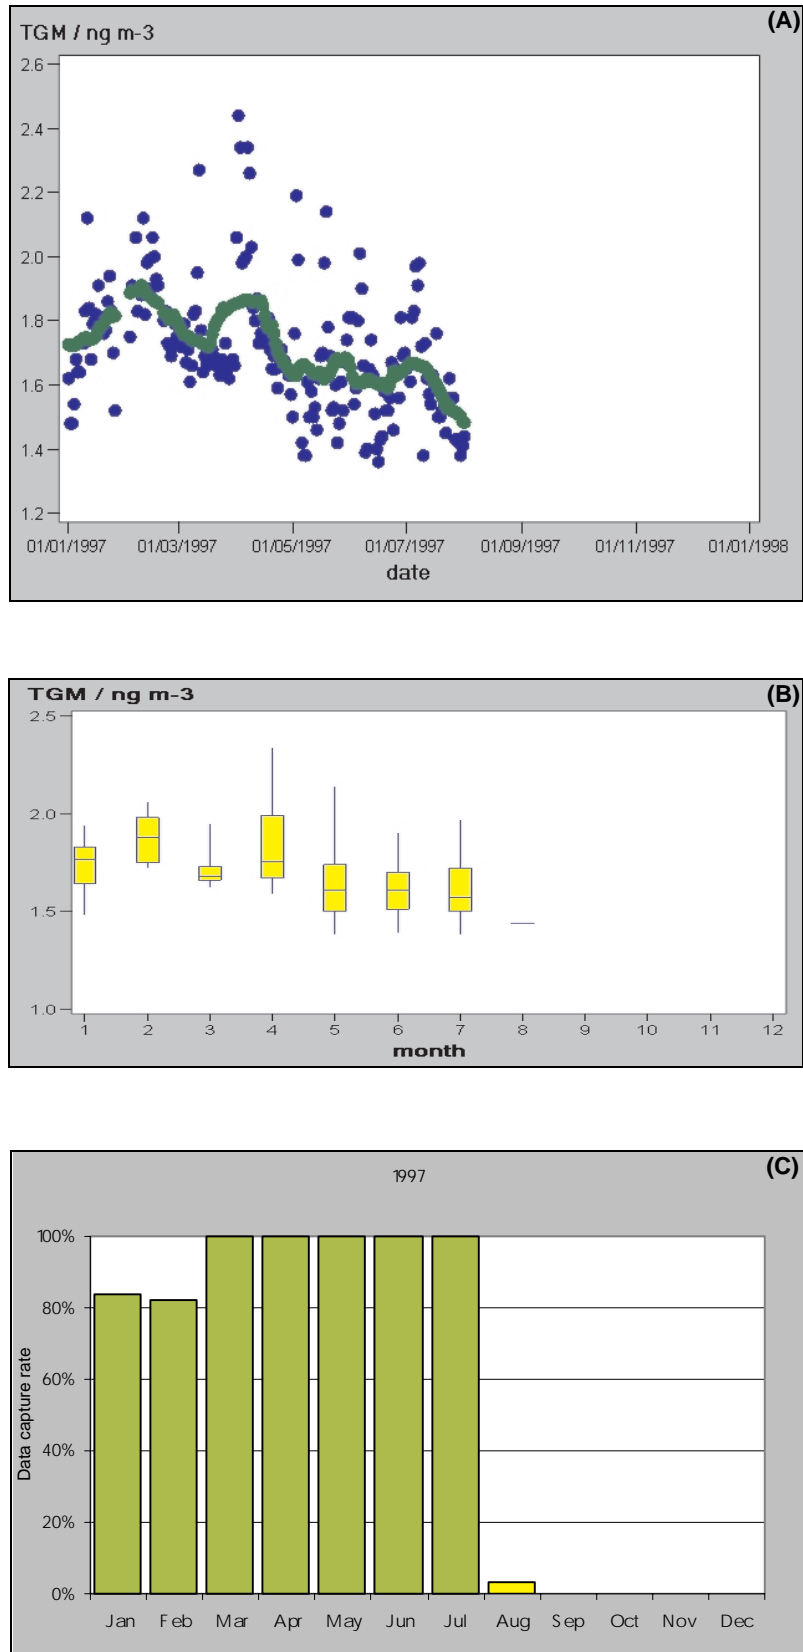 (A)
TGM / ng m-3
2.6
2.4
2.2
2.0
1.8
1.6
1.4
1.2
01/01/1997 01/03/1997 01/05/1997 01/07/1997 01/09/1997 01/11/1997 01/01/1998
date
TGM / ng m-3 (B)
2.5
2.0
1.5
1.0
1 2 3 4 5 6 7 8 9 10 11 12
month
(C)
1997
100%
80%
60%
40%
20%
0%
Data capture rate
Jan Feb Mar Apr May Jun Jul Aug Sep Oct Nov Dec